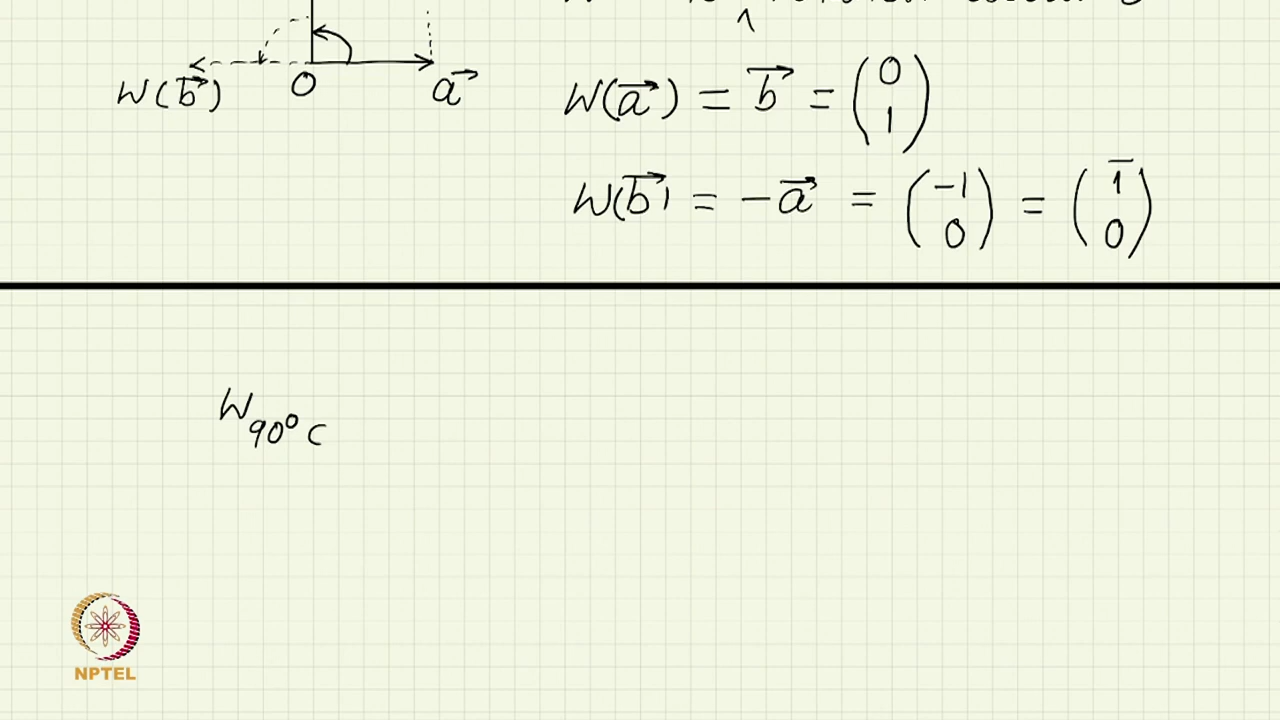 W(b⃗) O a⃗
W(a⃗) = b⃗ = (0 1)
W(b⃗) = -a⃗ = (-1 0) = (1̅ 0)
W90° C
NPTEL